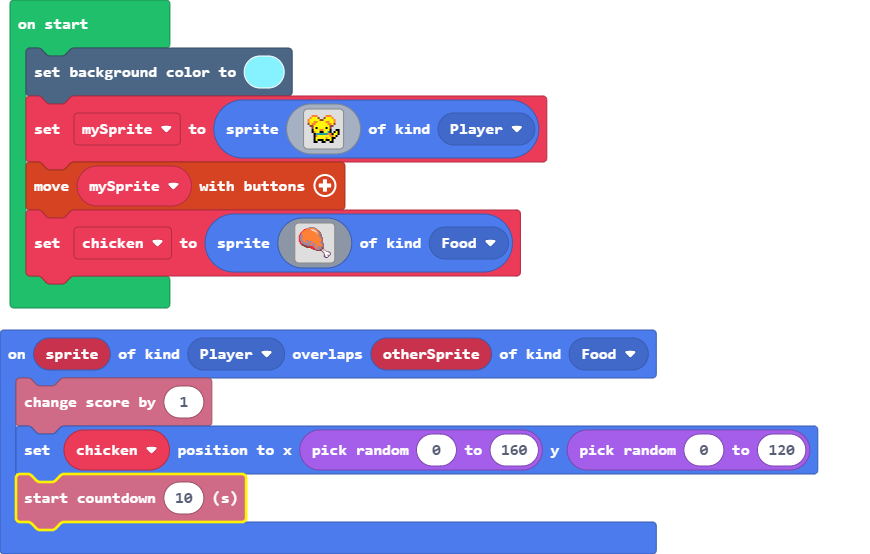 on start
set background color to
set mySprite to sprite of kind Player
move mySprite with buttons
set chicken to sprite of kind Food
on sprite of kind Player overlaps otherSprite of kind Food
change score by 1
set chicken position to x pick random 0 to 160 y pick random 0 to 120
start countdown 10 (s)